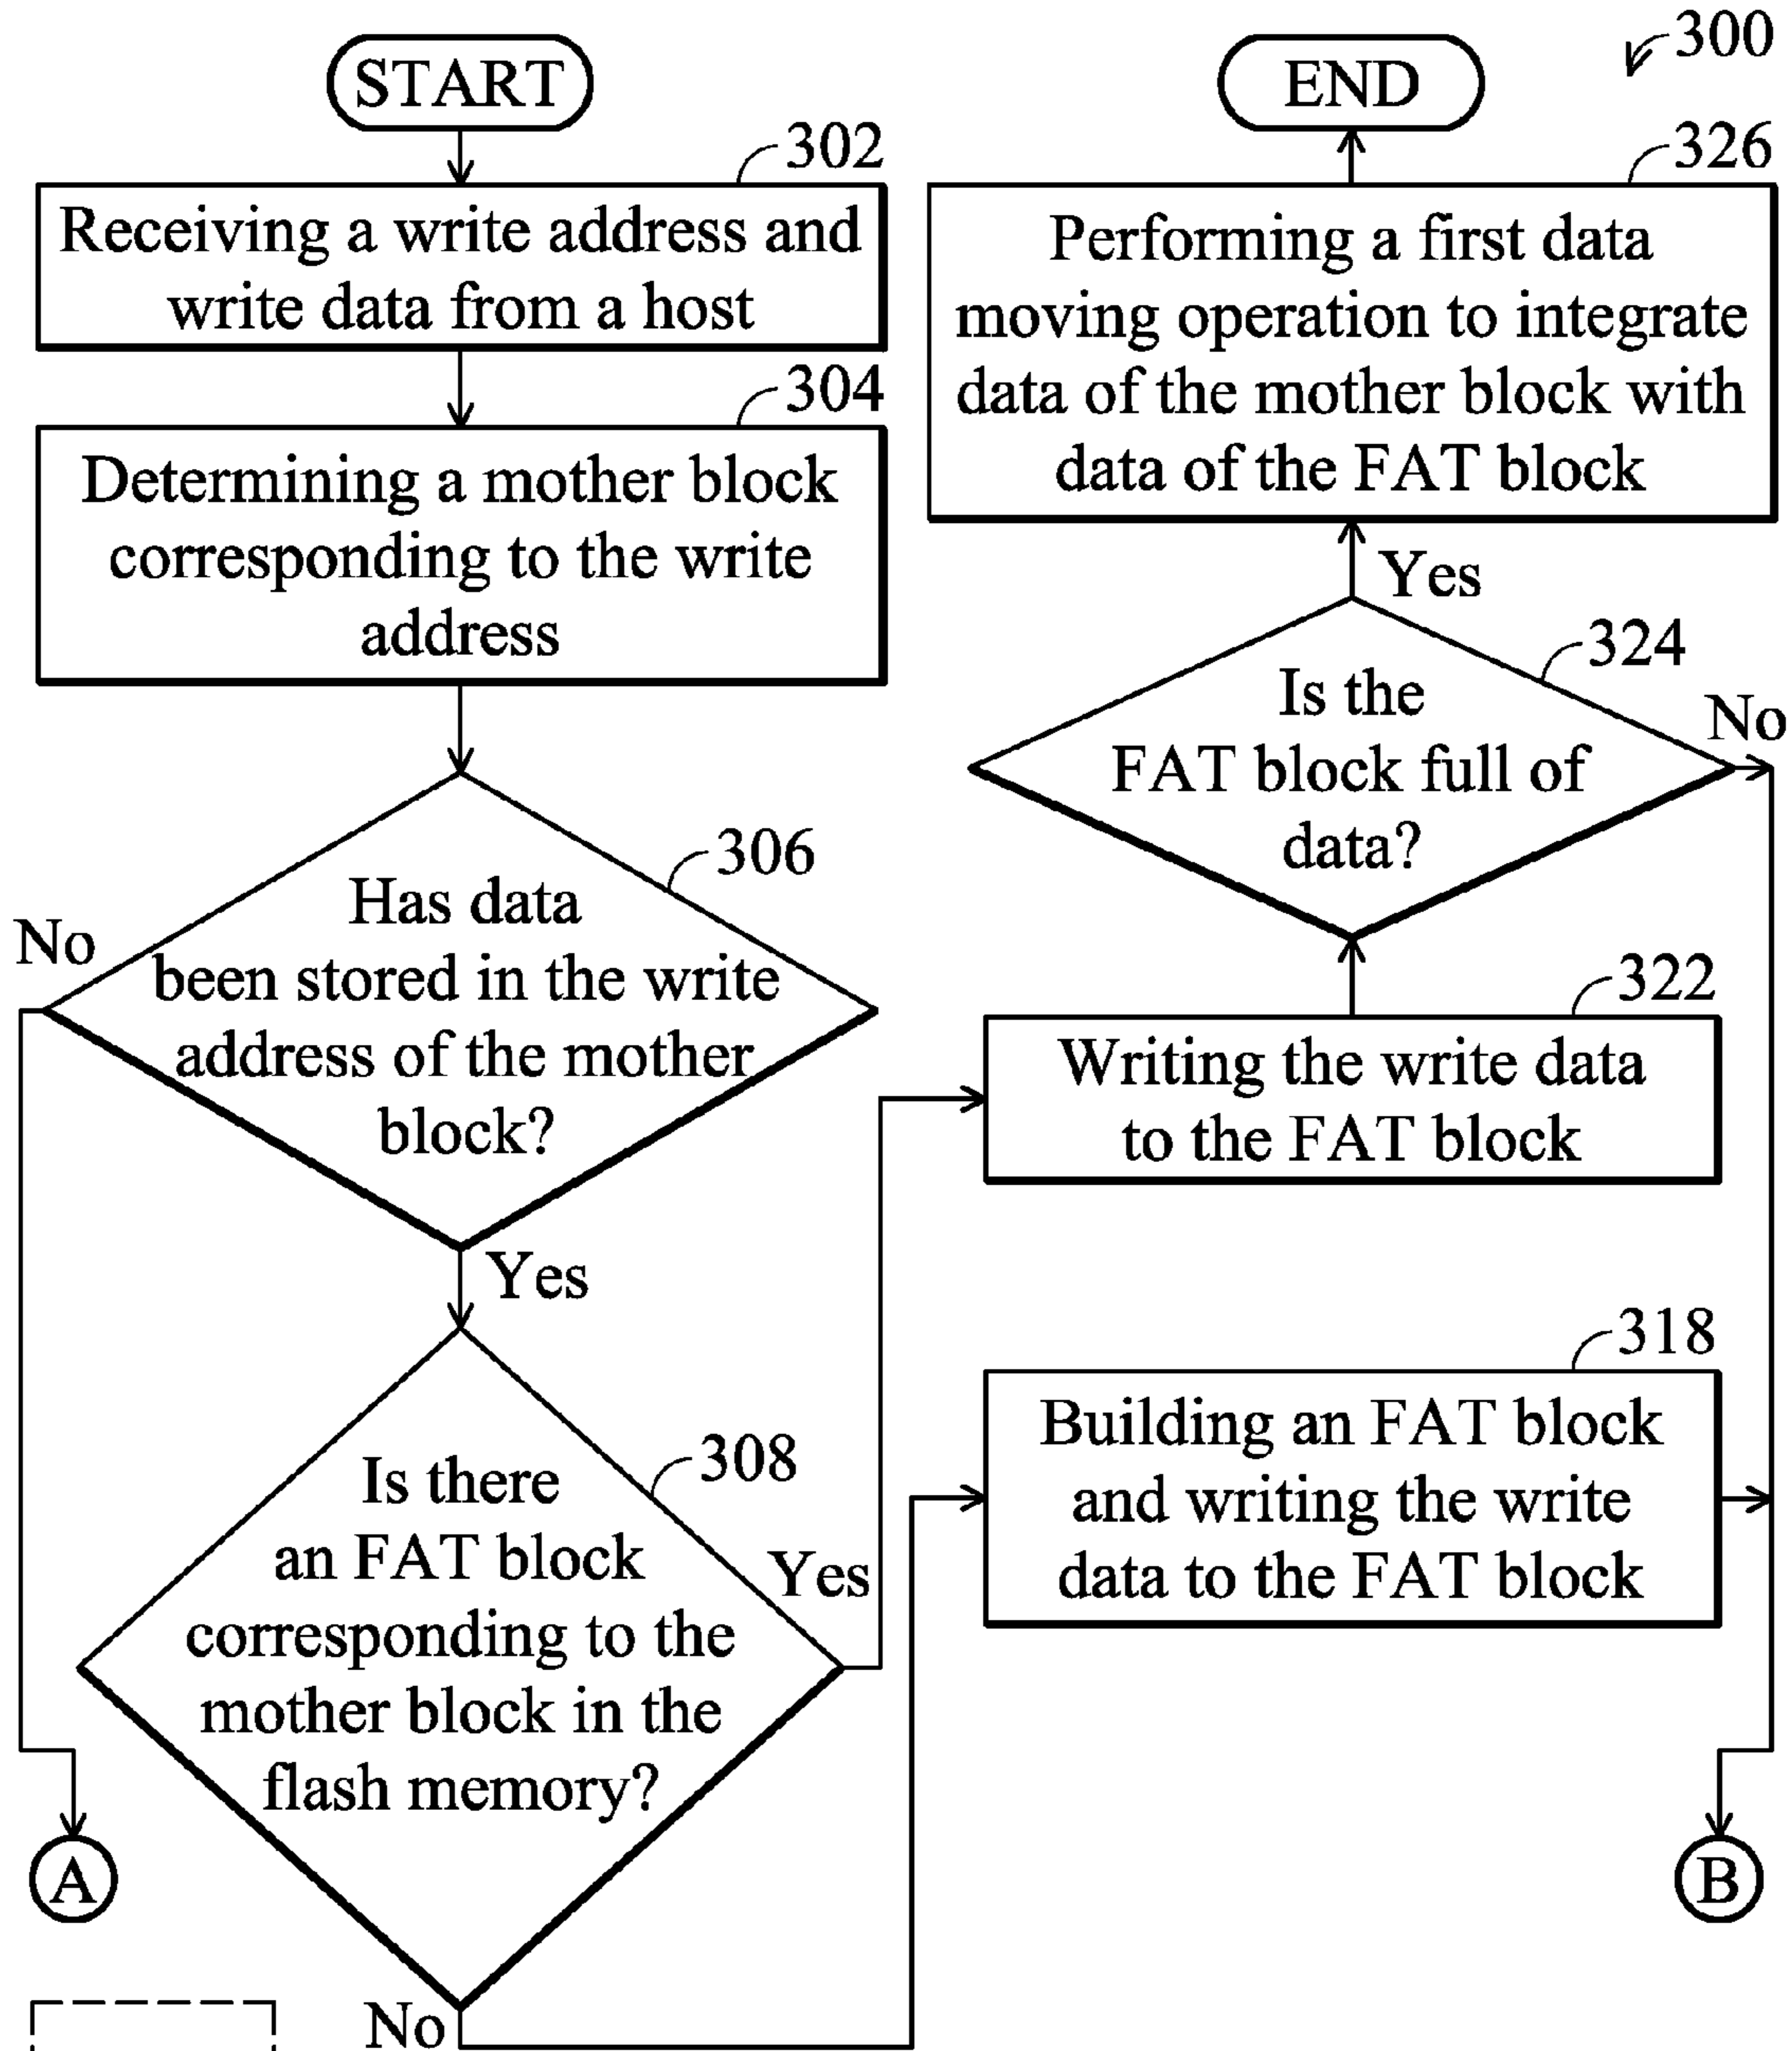 START
302
Receiving a write address and
write data from a host
304
Determining a mother block
corresponding to the write
address
306
Has data
been stored in the write
address of the mother
block?
No
Yes
308
Is there
an FAT block
corresponding to the
mother block in the
flash memory?
Yes
No
A
300
END
326
Performing a first data
moving operation to integrate
data of the mother block with
data of the FAT block
Yes
324
Is the
FAT block full of
data?
No
322
Writing the write data
to the FAT block
318
Building an FAT block
and writing the write
data to the FAT block
B